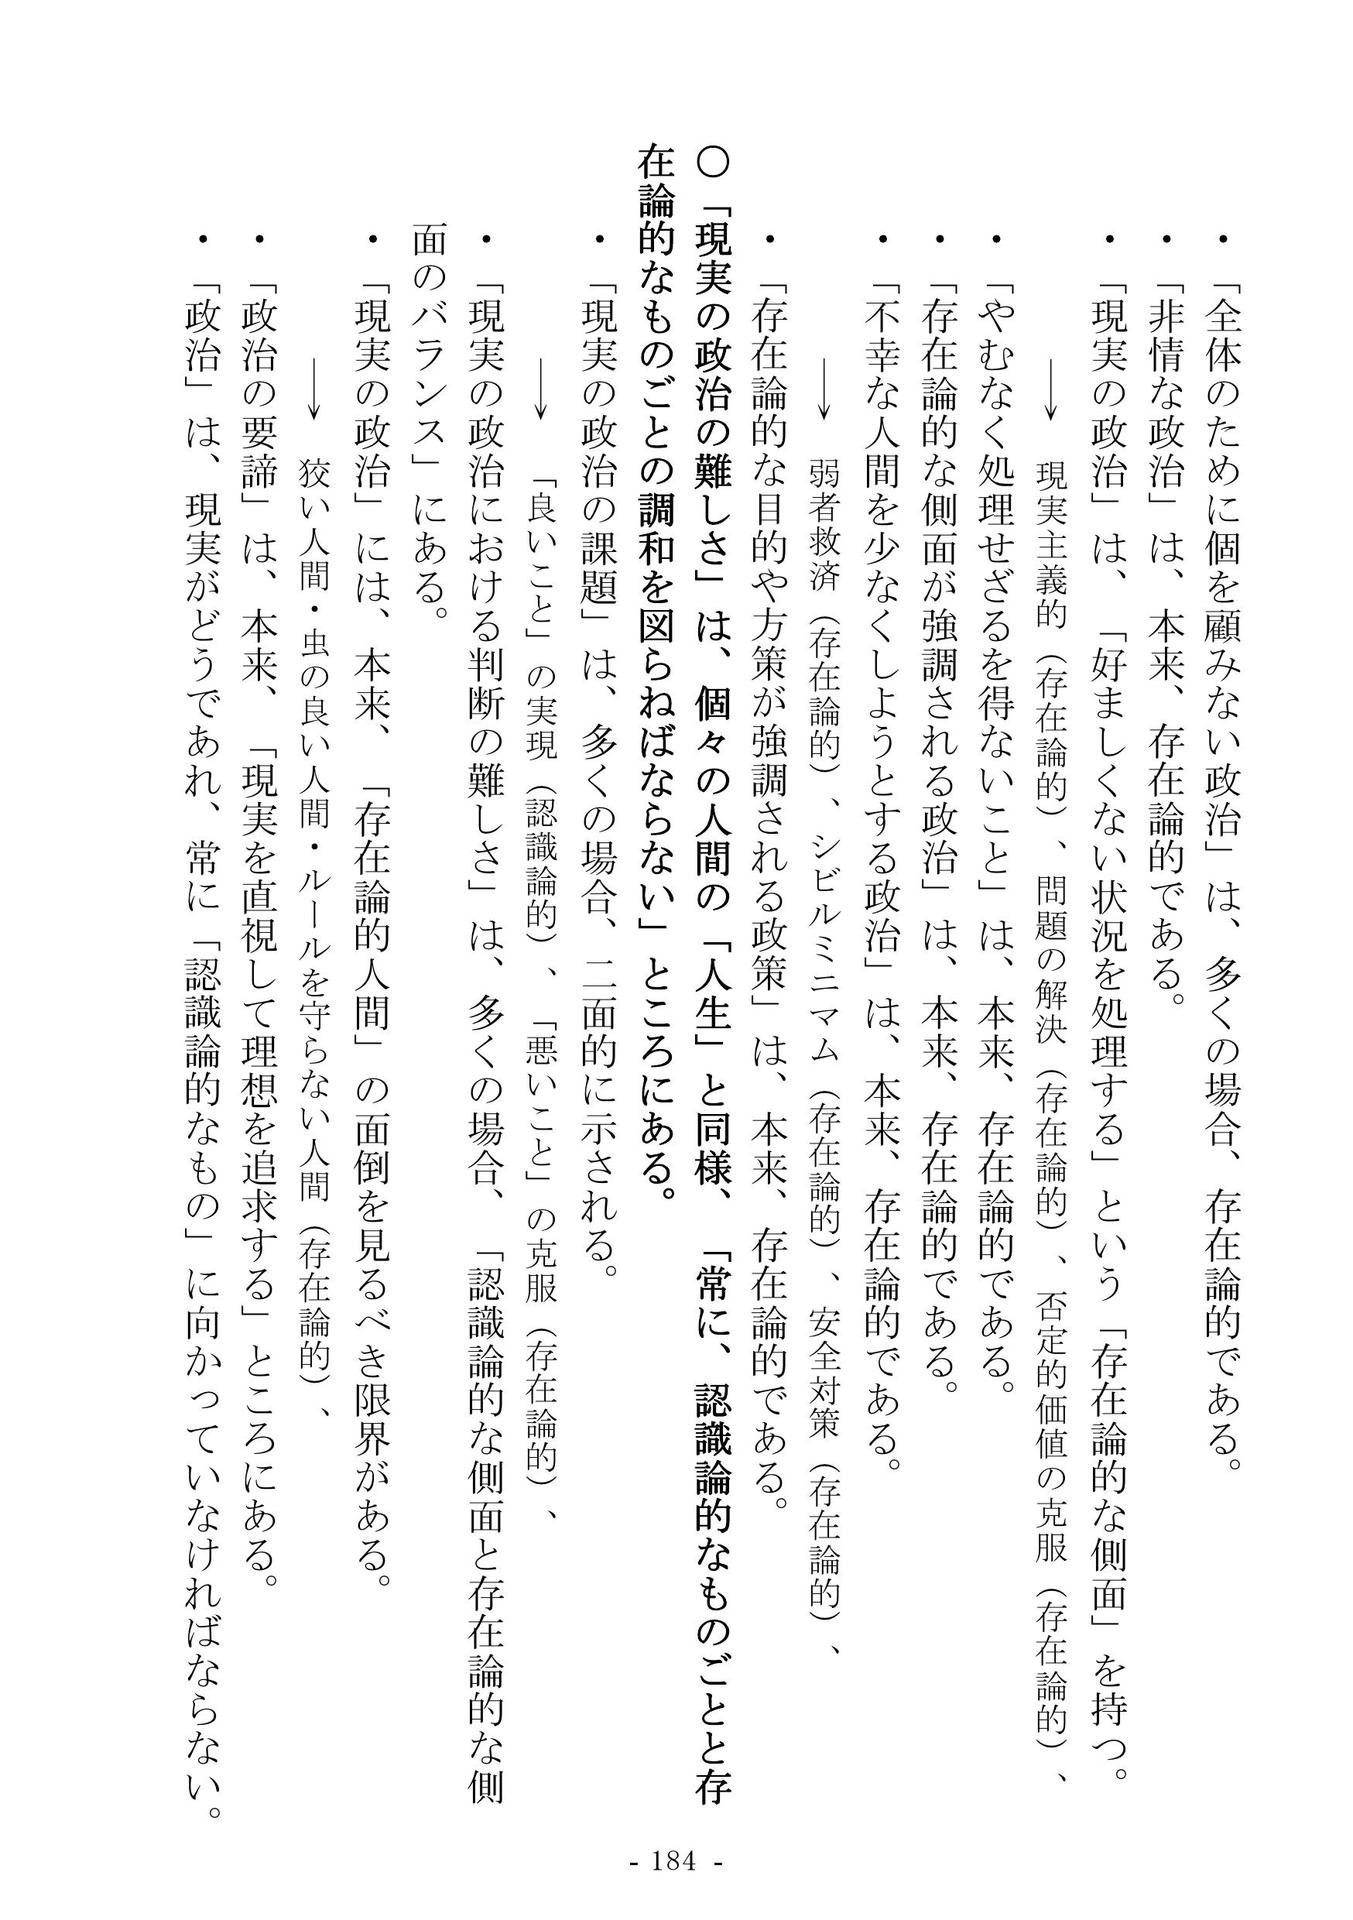 ・「全体のために個を顧みない政治」は、多くの場合、存在論的である。
・「非情な政治」は、本来、存在論的である。
・「現実の政治」は、「好ましくない状況を処理する」という「存在論的な側面」を持つ。
→ 現実主義的（存在論的）、問題の解決（存在論的）、否定的価値の克服（存在論的）、
・「やむなく処理せざるを得ないこと」は、本来、存在論的である。
・「存在論的な側面が強調される政治」は、本来、存在論的である。
・「不幸な人間を少なくしようとする政治」は、本来、存在論的である。
→ 弱者救済（存在論的）、シビルミニマム（存在論的）、安全対策（存在論的）、
・「存在論的な目的や方策が強調される政策」は、本来、存在論的である。
〇「現実の政治の難しさ」は、個々の人間の「人生」と同様、「常に、認識論的なものごとと存
在論的なものごとの調和を図らねばならない」ところにある。
・「現実の政治の課題」は、多くの場合、二面的に示される。
→ 「良いこと」の実現（認識論的）、「悪いこと」の克服（存在論的）、
・「現実の政治における判断の難しさ」は、多くの場合、「認識論的な側面と存在論的な側
面のバランス」にある。
・「現実の政治」には、本来、「存在論的人間」の面倒を見るべき限界がある。
→ 狡い人間・虫の良い人間・ルールを守らない人間（存在論的）、
・「政治の要諦」は、本来、「現実を直視して理想を追求する」ところにある。
・「政治」は、現実がどうであれ、常に「認識論的なもの」に向かっていなければならない。
- 184 -